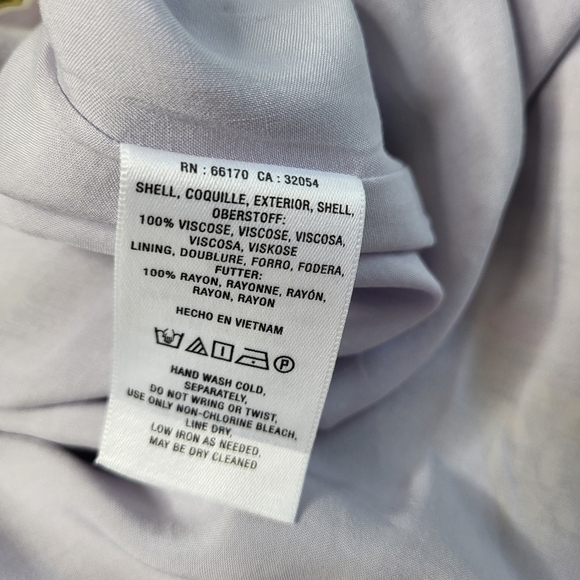 RN : 66170 CA : 32054
SHELL, COQUILLE, EXTERIOR, SHELL,
OBERSTOFF:
100% VISCOSE, VISCOSE, VISCOSA,
VISCOSA, VISKOSE
LINING, DOUBLURE, FORRO, FODERA,
FUTTER:
100% RAYON, RAYONNE, RAYÓN,
RAYON, RAYON
HECHO EN VIETNAM
P
HAND WASH COLD,
SEPARATELY,
DO NOT WRING OR TWIST,
USE ONLY NON-CHLORINE BLEACH,
LINE DRY,
LOW IRON AS NEEDED,
MAY BE DRY CLEANED